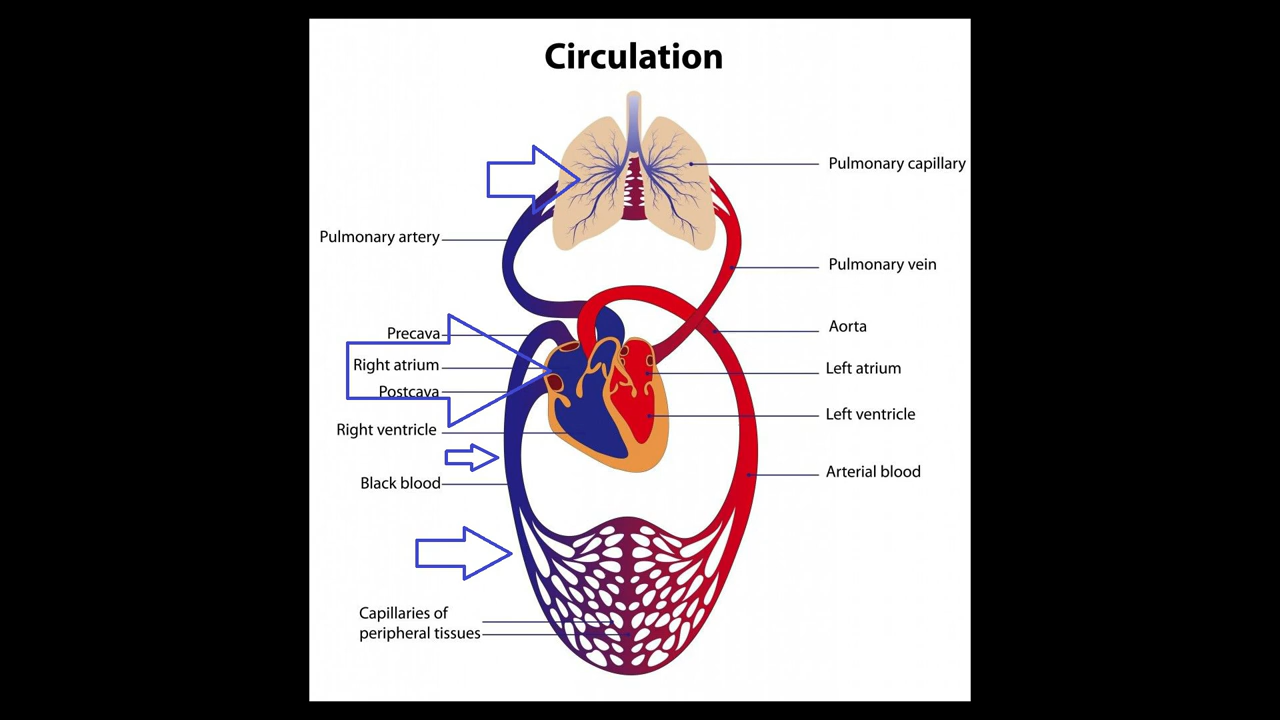 Circulation
Pulmonary capillary
Pulmonary artery
Pulmonary vein
Precava
Aorta
Right atrium
Left atrium
Postcava
Left ventricle
Right ventricle
Black blood
Arterial blood
Capillaries of
peripheral tissues